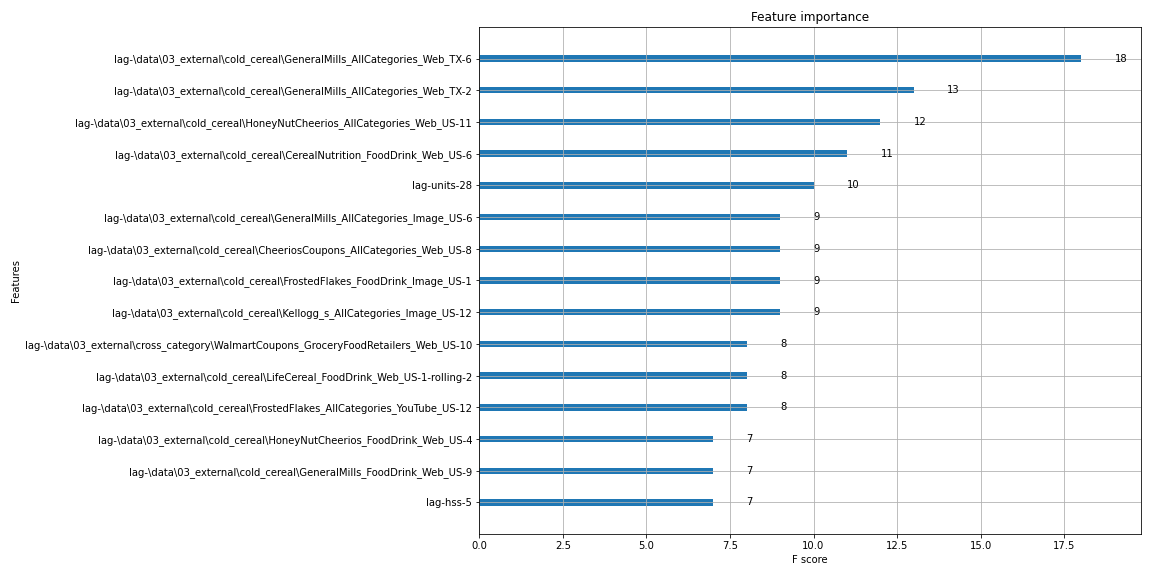 Feature importance
lag-\data\03_external\cold_cereal\GeneralMills_AllCategories_Web_TX-6
18
lag-\data\03_external\cold_cereal\GeneralMills_AllCategories_Web_TX-2
13
lag-\data\03_external\cold_cereal\HoneyNutCheerios_AllCategories_Web_US-11
12
lag-\data\03_external\cold_cereal\CerealNutrition_FoodDrink_Web_US-6
11
lag-units-28
10
lag-\data\03_external\cold_cereal\GeneralMills_AllCategories_Image_US-6
9
lag-\data\03_external\cold_cereal\CheeriosCoupons_AllCategories_Web_US-8
9
lag-\data\03_external\cold_cereal\FrostedFlakes_FoodDrink_Image_US-1
9
lag-\data\03_external\cold_cereal\Kellogg_s_AllCategories_Image_US-12
9
lag-\data\03_external\cross_category\WalmartCoupons_GroceryFoodRetailers_Web_US-10
8
lag-\data\03_external\cold_cereal\LifeCereal_FoodDrink_Web_US-1-rolling-2
8
lag-\data\03_external\cold_cereal\FrostedFlakes_AllCategories_YouTube_US-12
8
lag-\data\03_external\cold_cereal\HoneyNutCheerios_FoodDrink_Web_US-4
7
lag-\data\03_external\cold_cereal\GeneralMills_FoodDrink_Web_US-9
7
lag-hss-5
7
Features
0.0 2.5 5.0 7.5 10.0 12.5 15.0 17.5
F score